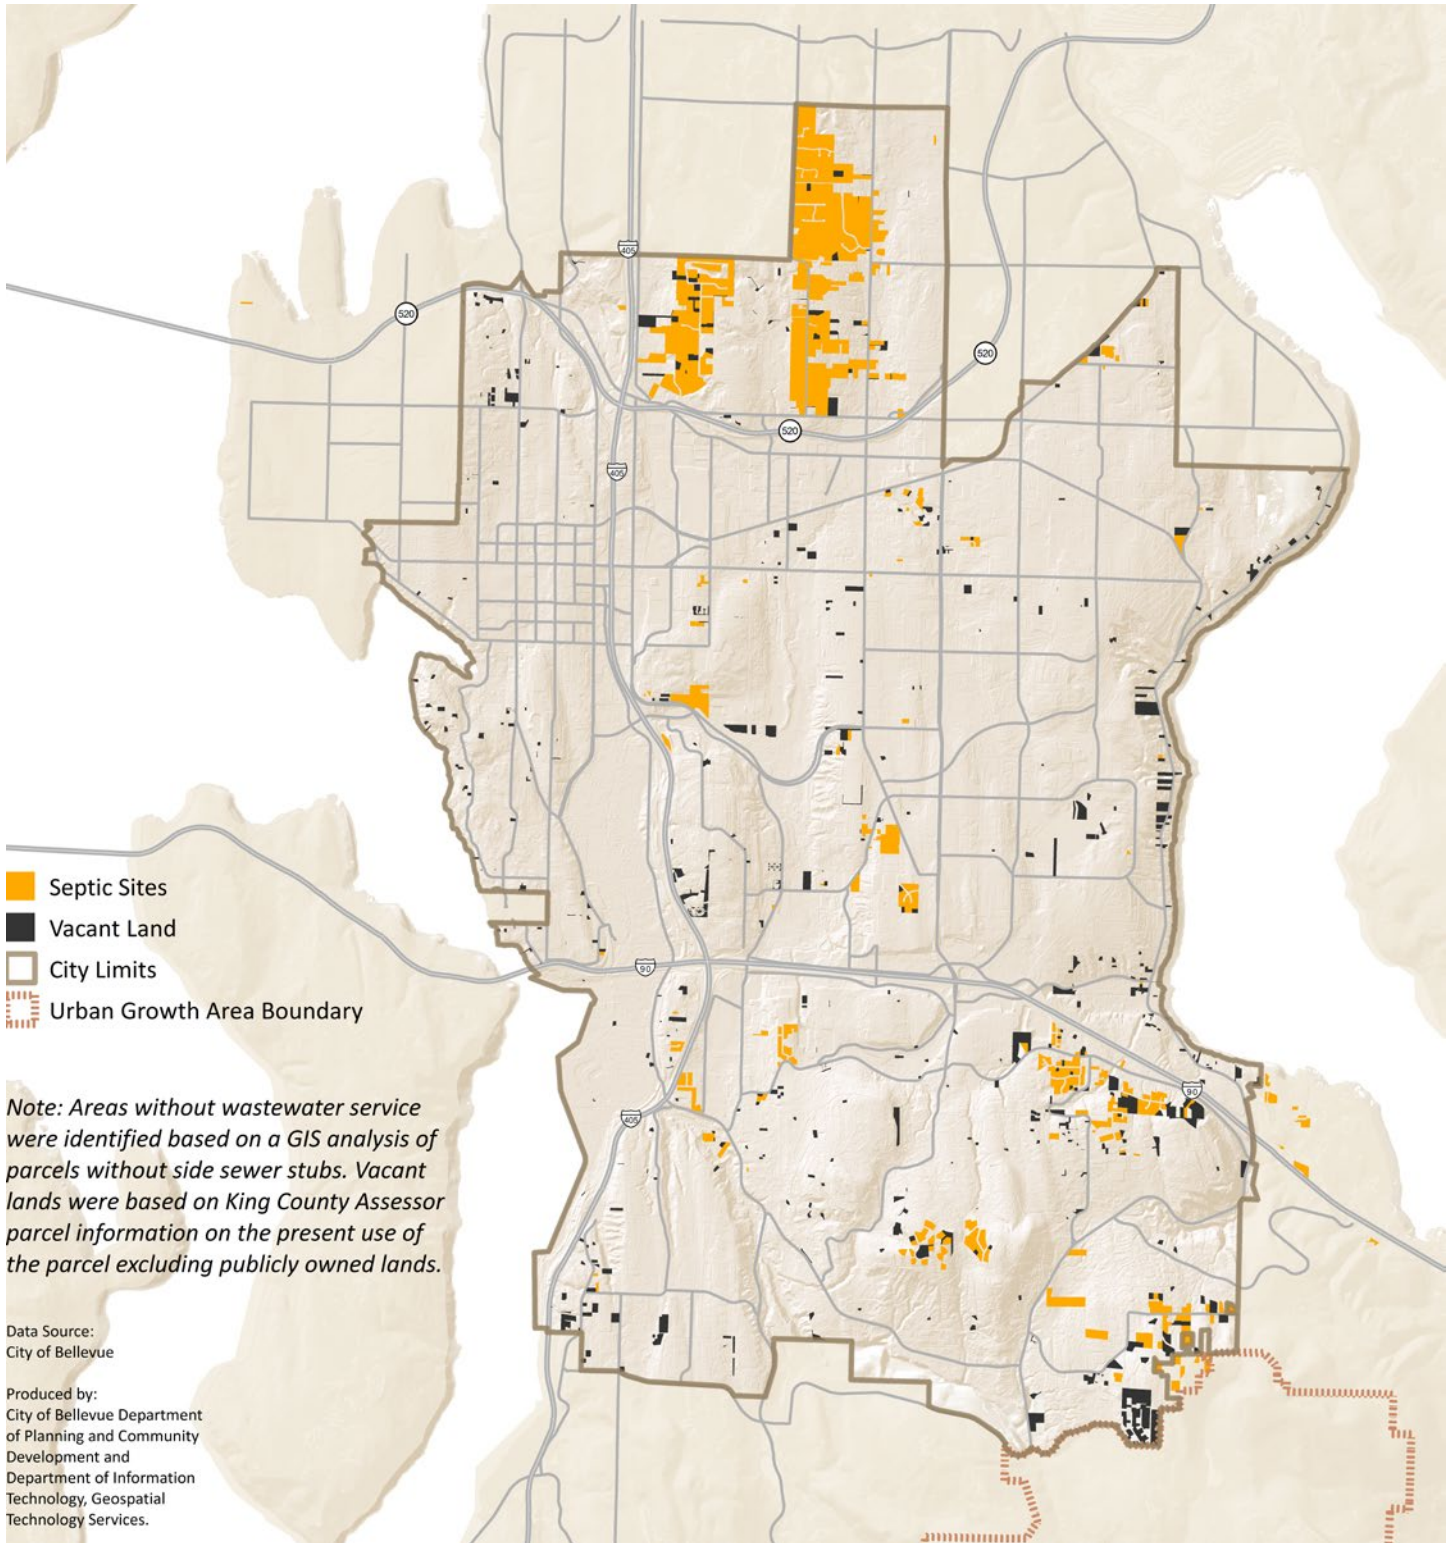 405
520
520
520
405
Septic Sites
Vacant Land
City Limits
Urban Growth Area Boundary
90
Note: Areas without wastewater service
were identified based on a GIS analysis of
parcels without side sewer stubs. Vacant
lands were based on King County Assessor
parcel information on the present use of
the parcel excluding publicly owned lands.
90
405
Data Source:
City of Bellevue
Produced by:
City of Bellevue Department
of Planning and Community
Development and
Department of Information
Technology, Geospatial
Technology Services.